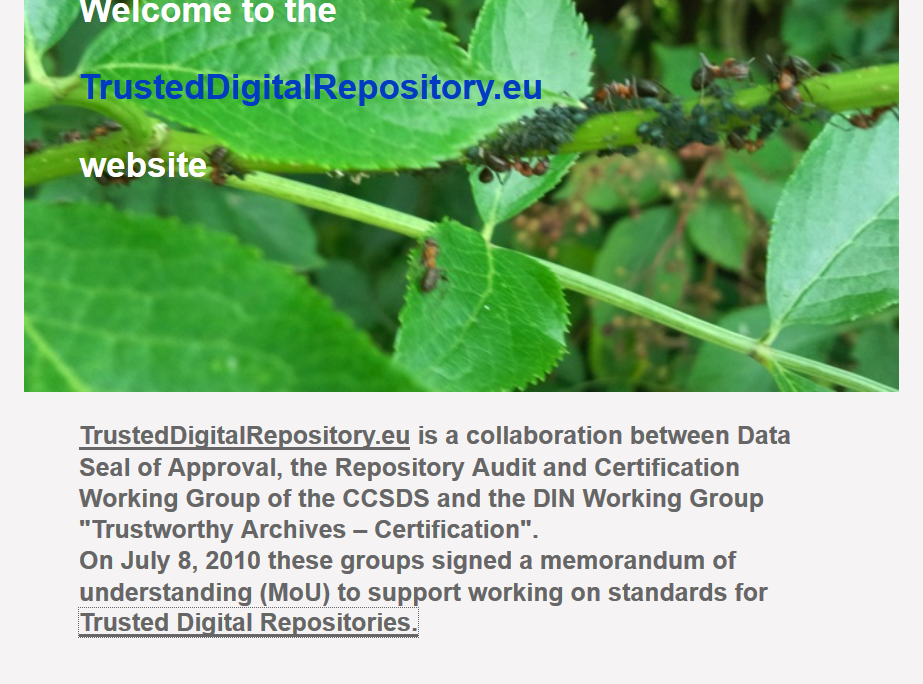 Welcome to the
TrustedDigitalRepository.eu
website
TrustedDigitalRepository.eu is a collaboration between Data
Seal of Approval, the Repository Audit and Certification
Working Group of the CCSDS and the DIN Working Group
"Trustworthy Archives – Certification".
On July 8, 2010 these groups signed a memorandum of
understanding (MoU) to support working on standards for
Trusted Digital Repositories.